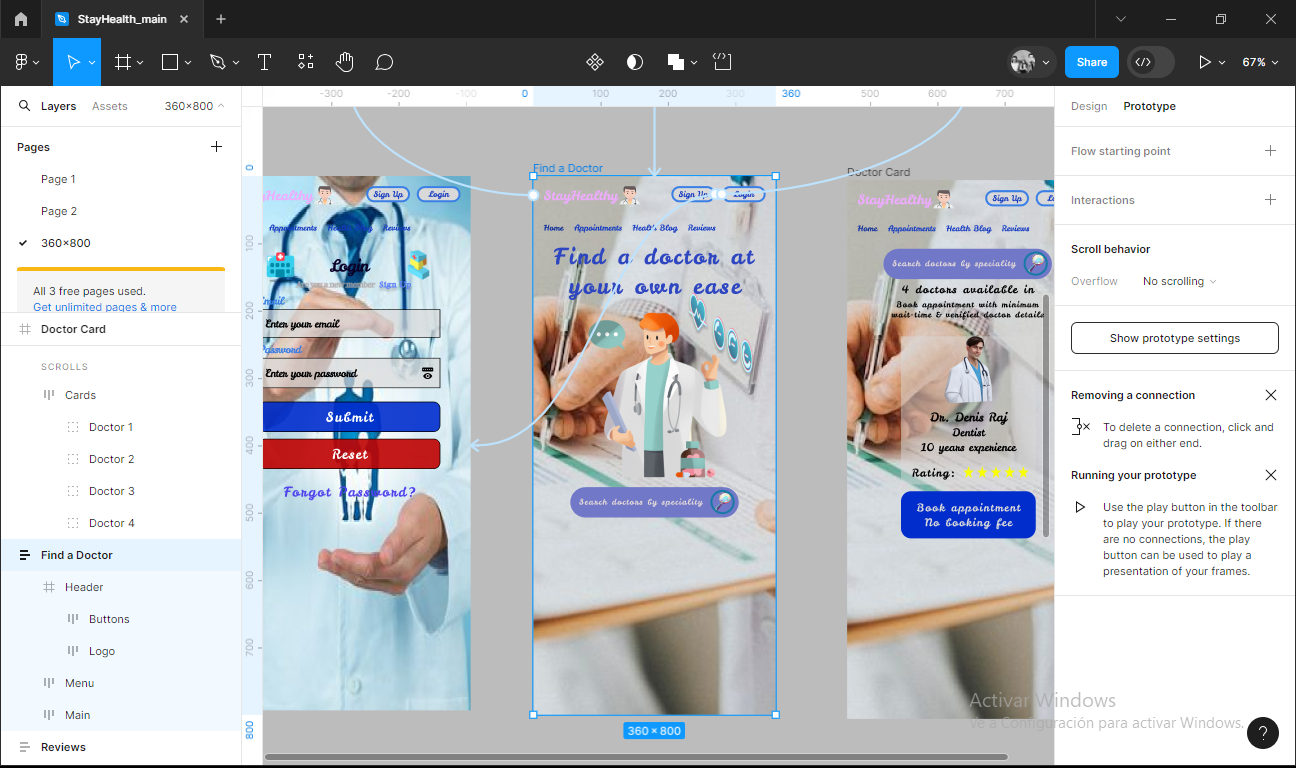 StayHealth_main
Share
67%
Layers
Assets
360×800
Pages
Page 1
Page 2
360×800
All 3 free pages used.
Get unlimited pages & more
Doctor Card
SCROLLS
Cards
Doctor 1
Doctor 2
Doctor 3
Doctor 4
Find a Doctor
Header
Buttons
Logo
Menu
Main
Reviews
-300
-200
-100
0
100
200
300
360
500
600
700
0
100
200
300
400
500
600
700
800
Sign Up
Login
Appointments
Health Blog
Reviews
Login
Sign Up
Enter your email
Password
Enter your password
Submit
Reset
Forgot Password?
Find a Doctor
StayHealthy
Sign Up
Login
Home
Appointments
Healt's Blog
Reviews
Find a doctor at
your own ease
Search doctors by speciality
360 × 800
Doctor Card
StayHealthy
Sign Up
Home
Appointments
Health Blog
Reviews
Search doctors by speciality
4 doctors available in
Book appointment with minimum
wait-time & verified doctor details
Dr. Denis Raj
Dentist
10 years experience
Rating:
Book appointment
No booking fee
Design
Prototype
Flow starting point
Interactions
Scroll behavior
Overflow
No scrolling
Show prototype settings
Removing a connection
To delete a connection, click and
drag on either end.
Running your prototype
Use the play button in the toolbar
to play your prototype. If there
are no connections, the play
button can be used to play a
presentation of your frames.
Activar Windows
Ve a Configuración para activar Windows.
?